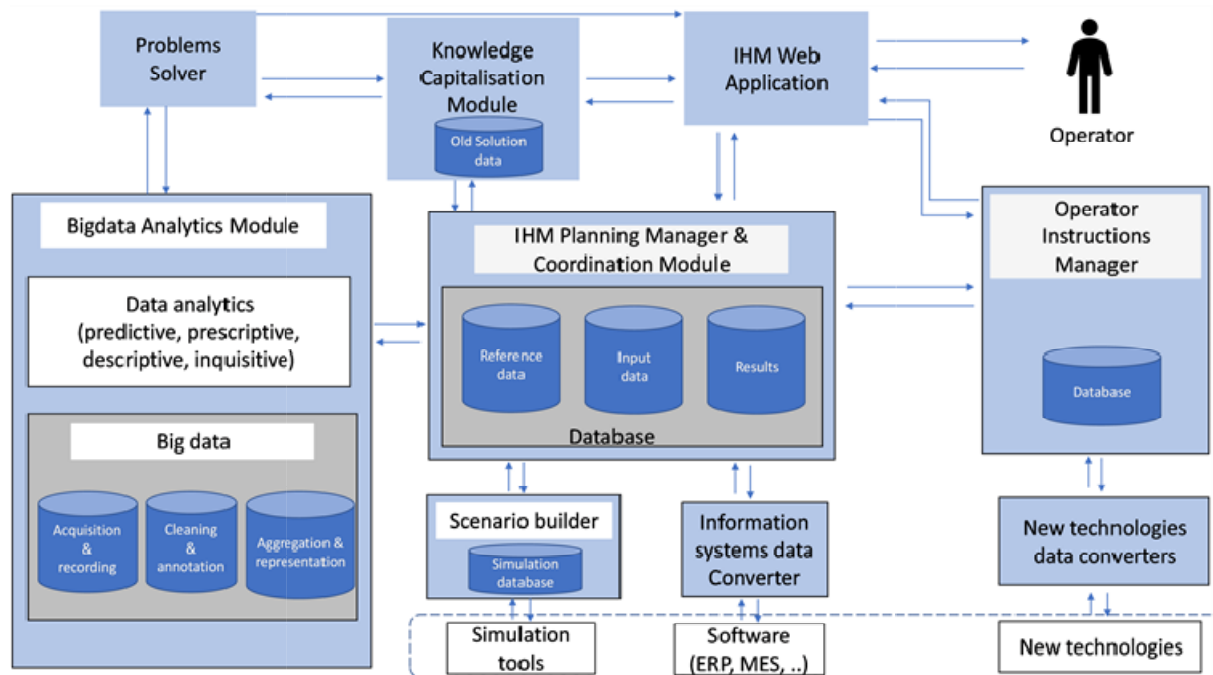 Problems
Solver
Knowledge
Capitalisation
Module
Old Solution
data
IHM Web
Application
Operator
Bigdata Analytics Module
Data analytics
(predictive, prescriptive,
descriptive, inquisitive)
Big data
Acquisition
&
recording
Cleaning
&
annotation
Aggregation &
representation
IHM Planning Manager &
Coordination Module
Reference
data
Input
data
Results
Database
Operator
Instructions
Manager
Database
Scenario builder
Simulation
database
Information
systems data
Converter
New technologies
data converters
Simulation
tools
Software
(ERP, MES, ..)
New technologies